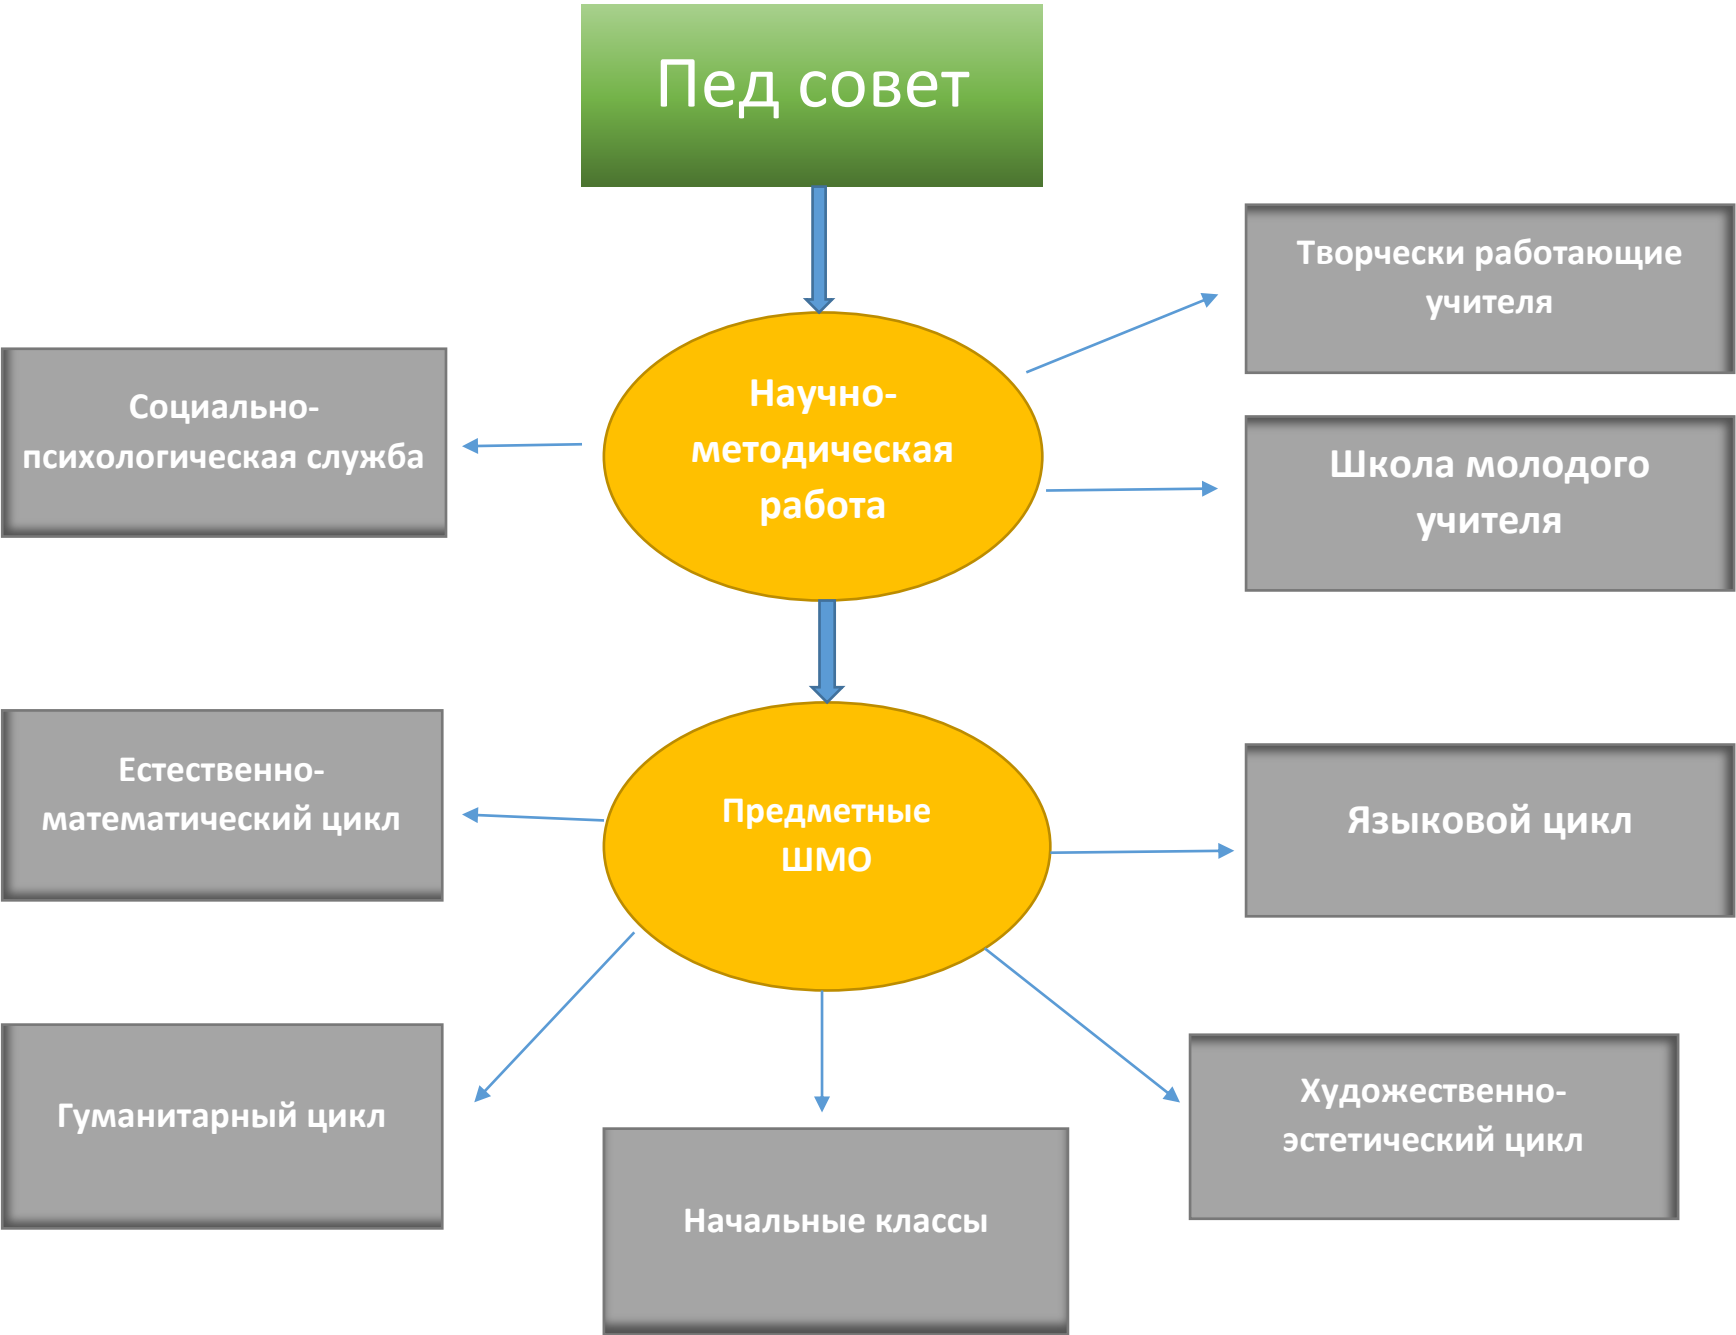 Пед совет
Творчески работающие
учителя
Социально-
психологическая служба
Научно-
методическая
работа
Школа молодого
учителя
Естественно-
математический цикл
Предметные
ШМО
Языковой цикл
Гуманитарный цикл
Начальные классы
Художественно-
эстетический цикл